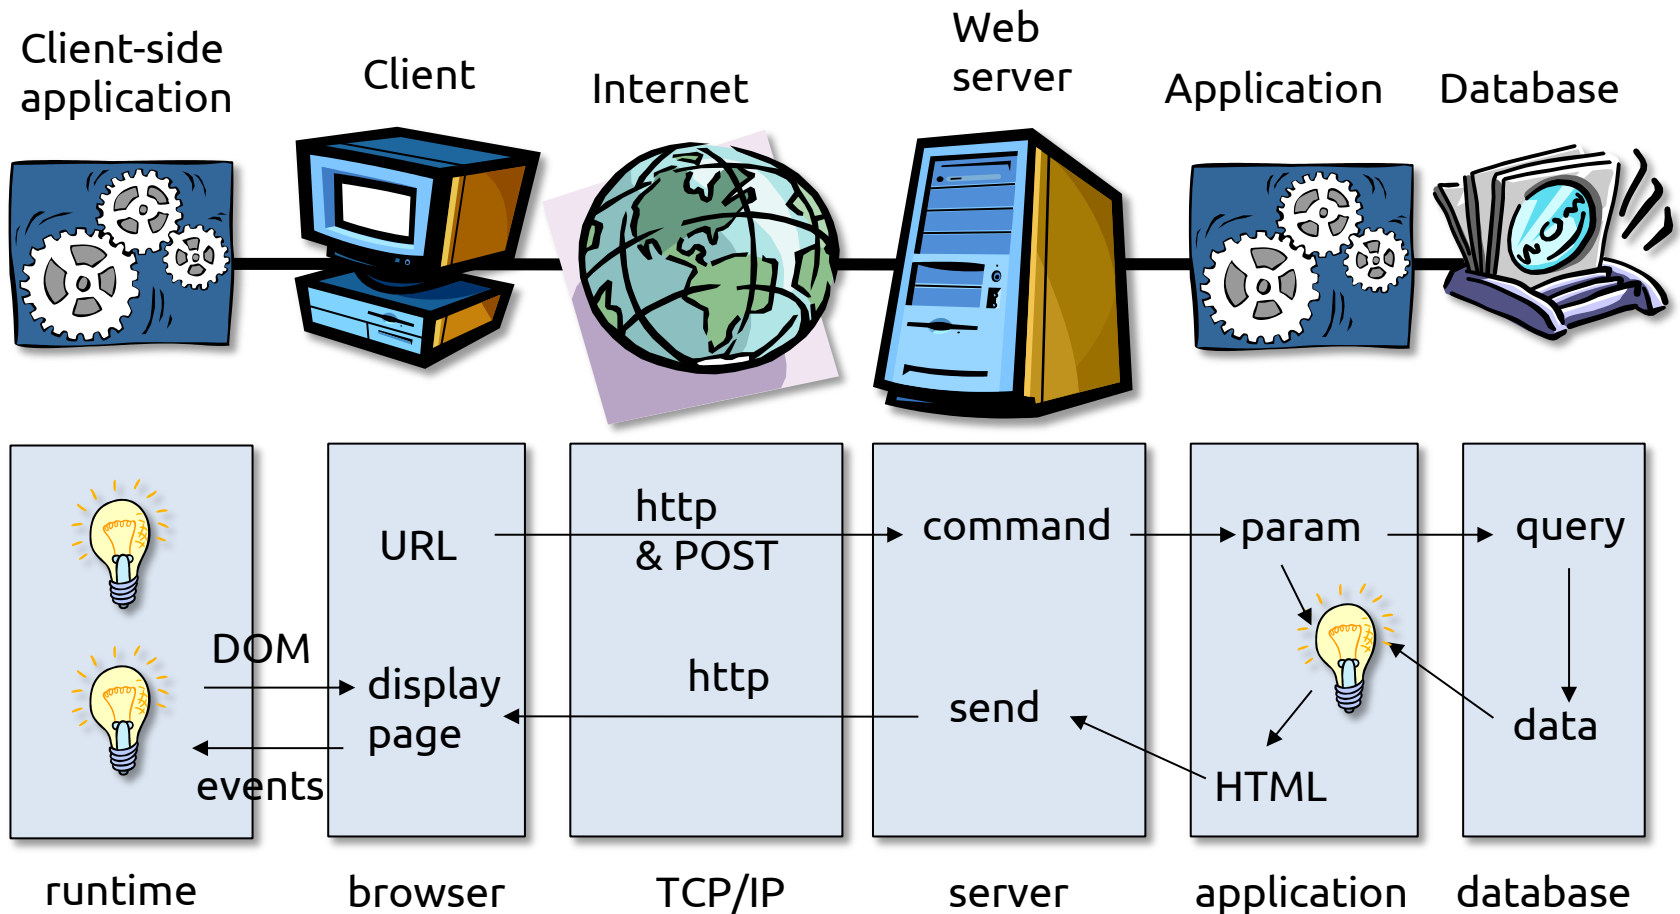 Client-side
application
Client
Internet
Web
server
Application
Database
WOW
URL
http
& POST
command
param
query
DOM
display
page
events
http
send
HTML
data
runtime
browser
TCP/IP
server
application
database